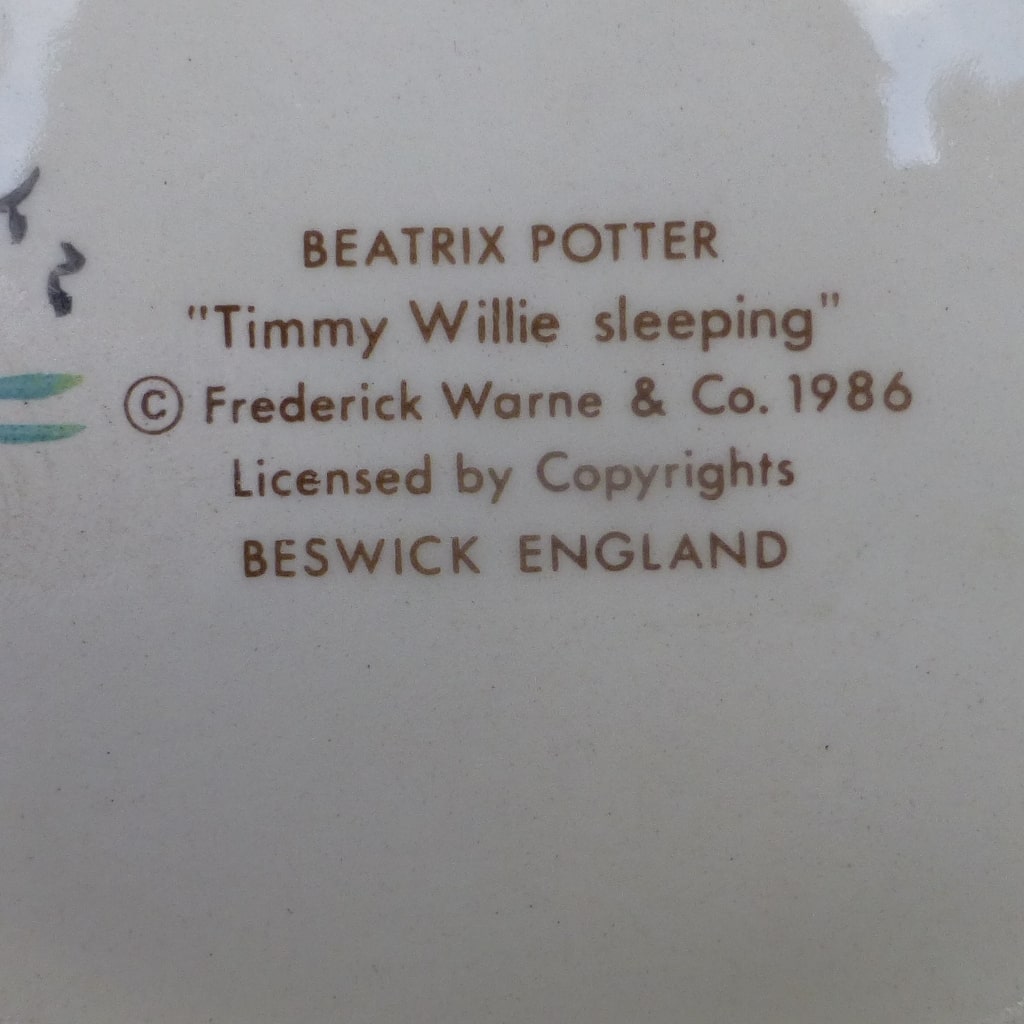 BEATRIX POTTER
"Timmy Willie sleeping"
© Frederick Warne & Co. 1986
Licensed by Copyrights
BESWICK ENGLAND